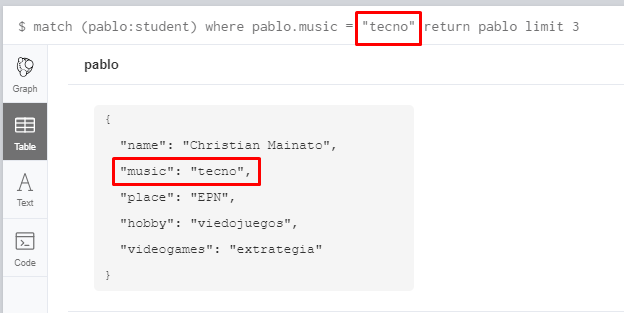 $ match (pablo:student) where pablo.music = "tecno" return pablo limit 3
Graph
Table
Text
Code
pablo
{
"name": "Christian Mainato",
"music": "tecno",
"place": "EPN",
"hobby": "viedojuegos",
"videogames": "extrategia"
}